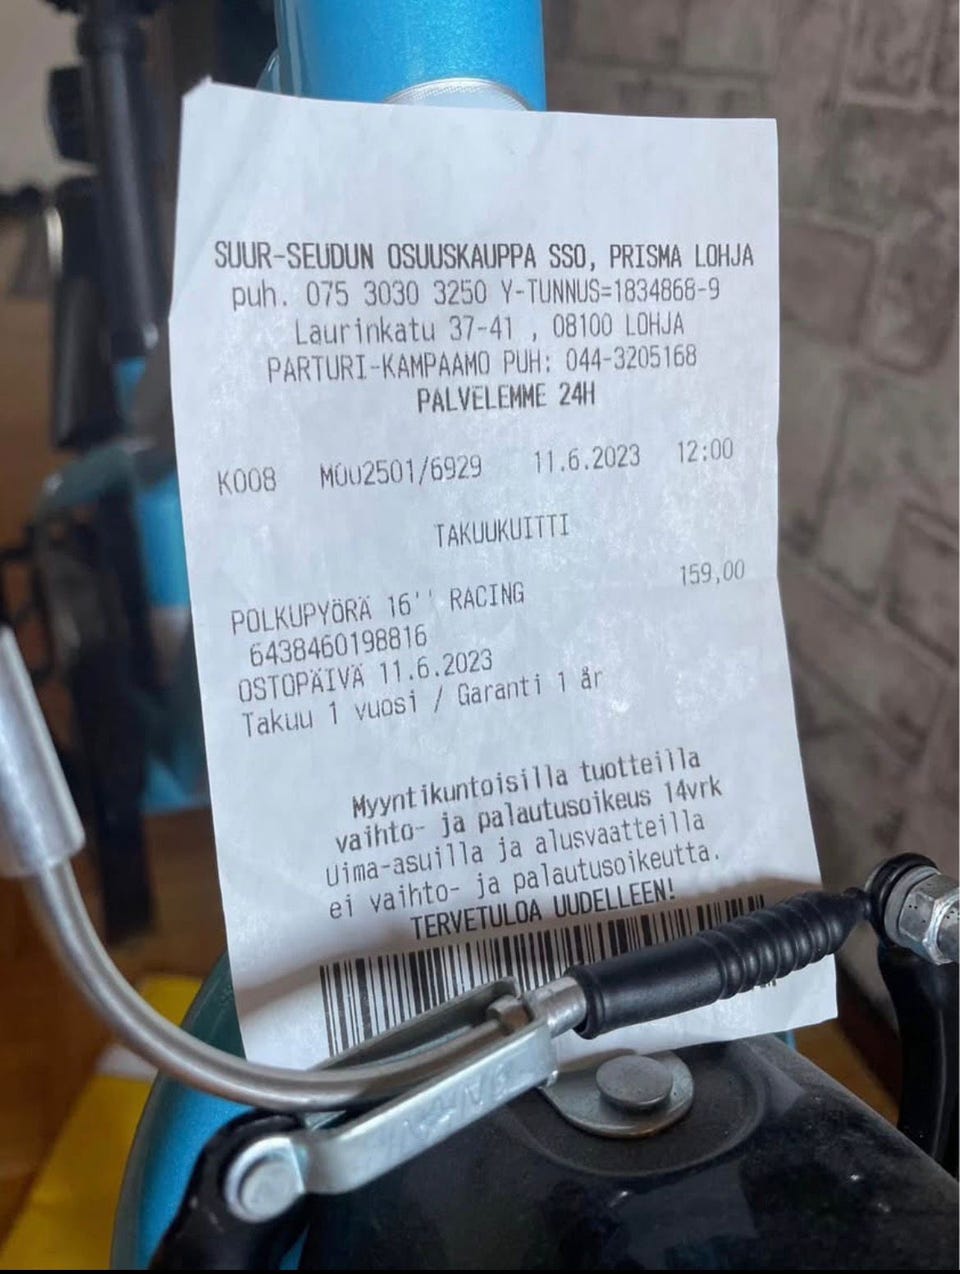 SUUR-SEUDUN OSUUSKAUPPA SSO, PRISMA LOHJA
puh. 075 3030 3250 Y-TUNNUS=1834868-9
Laurinkatu 37-41 , 08100 LOHJA
PARTURI-KAMPAAMO PUH: 044-3205168
PALVELEMME 24H
K008 M002501/6929 11.6.2023 12:00
TAKUUKUITTI
POLKUPYÖRÄ 16'' RACING 159,00
6438460198816
OSTOPÄIVÄ 11.6.2023
Takuu 1 vuosi / Garanti 1 år
Myyntikuntoisilla tuotteilla
vaihto- ja palautusoikeus 14vrk
Uima-asuilla ja alusvaatteilla
ei vaihto- ja palautusoikeutta.
TERVETULOA UUDELLEEN!